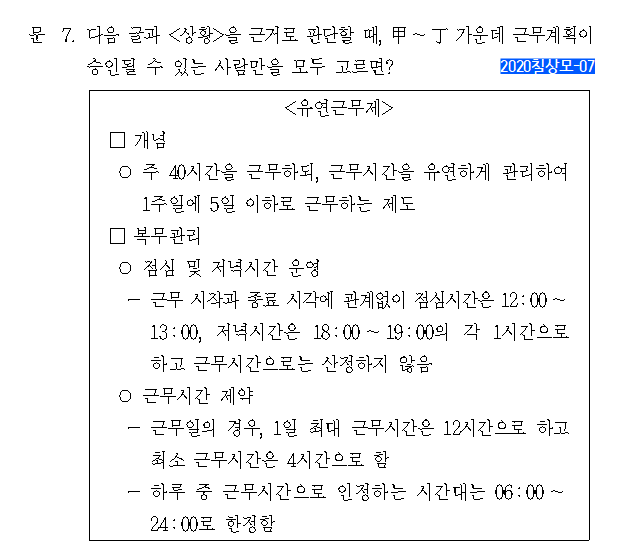 문 7. 다음 글과 <상황>을 근거로 판단할 때, 甲~丁 가운데 근무계획이
승인될 수 있는 사람만을 모두 고르면?
2020칠상모-07
<유연근무제>
□ 개념
○ 주 40시간을 근무하되, 근무시간을 유연하게 관리하여
1주일에 5일 이하로 근무하는 제도
□ 복무관리
○ 점심 및 저녁시간 운영
- 근무 시작과 종료 시각에 관계없이 점심시간은 12:00~
13:00, 저녁시간은 18:00~19:00의 각 1시간으로
하고 근무시간으로는 산정하지 않음
○ 근무시간 제약
- 근무일의 경우, 1일 최대 근무시간은 12시간으로 하고
최소 근무시간은 4시간으로 함
- 하루 중 근무시간으로 인정하는 시간대는 06:00~
24:00로 한정함